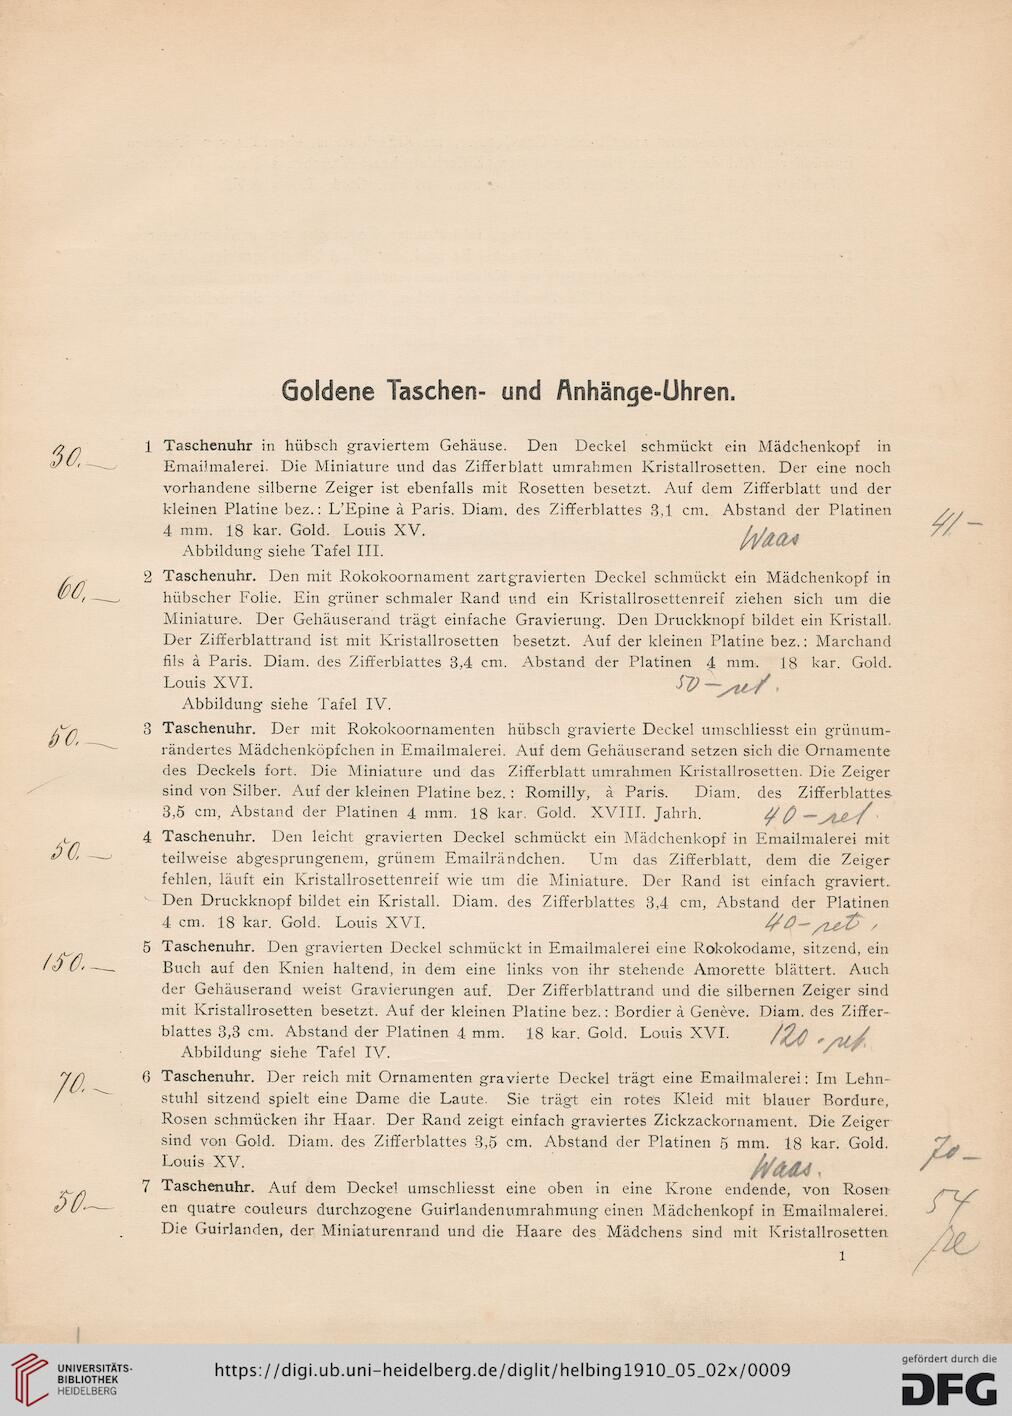 Goldene Taschen- und Anhänge-Uhren.
30.—
1 Taschenuhr in hübsch graviertem Gehäuse. Den Deckel schmückt ein Mädchenkopf in
Emailmalerei. Die Miniature und das Zifferblatt umrahmen Kristallrosetten. Der eine noch
vorhandene silberne Zeiger ist ebenfalls mit Rosetten besetzt. Auf dem Zifferblatt und der
kleinen Platine bez.: L'Epine à Paris. Diam. des Zifferblattes 3,1 cm. Abstand der Platinen
4 mm. 18 kar. Gold. Louis XV.
Waas
41.—
Abbildung siehe Tafel III.
60.—
2 Taschenuhr. Den mit Rokokoornament zartgravierten Deckel schmückt ein Mädchenkopf in
hübscher Folie. Ein grüner schmaler Rand und ein Kristallrosettenreif ziehen sich um die
Miniature. Der Gehäuserand trägt einfache Gravierung. Den Druckknopf bildet ein Kristall.
Der Zifferblattrand ist mit Kristallrosetten besetzt. Auf der kleinen Platine bez.: Marchand
fils à Paris. Diam. des Zifferblattes 3,4 cm. Abstand der Platinen 4 mm. 18 kar. Gold.
Louis XVI.
50 — ret.
Abbildung siehe Tafel IV.
50.—
3 Taschenuhr. Der mit Rokokoornamenten hübsch gravierte Deckel umschliesst ein grünum-
rändertes Mädchenköpfchen in Emailmalerei. Auf dem Gehäuserand setzen sich die Ornamente
des Deckels fort. Die Miniature und das Zifferblatt umrahmen Kristallrosetten. Die Zeiger
sind von Silber. Auf der kleinen Platine bez.: Romilly, à Paris. Diam. des Zifferblattes
3,5 cm, Abstand der Platinen 4 mm. 18 kar. Gold. XVIII. Jahrh.
40 — ret.
50.—
4 Taschenuhr. Den leicht gravierten Deckel schmückt ein Mädchenkopf in Emailmalerei mit
teilweise abgesprungenem, grünem Emailrändchen. Um das Zifferblatt, dem die Zeiger
fehlen, läuft ein Kristallrosettenreif wie um die Miniature. Der Rand ist einfach graviert.
Den Druckknopf bildet ein Kristall. Diam. des Zifferblattes 3,4 cm, Abstand der Platinen
4 cm. 18 kar. Gold. Louis XVI.
40 — ret.
150.—
5 Taschenuhr. Den gravierten Deckel schmückt in Emailmalerei eine Rokokodame, sitzend, ein
Buch auf den Knien haltend, in dem eine links von ihr stehende Amorette blättert. Auch
der Gehäuserand weist Gravierungen auf. Der Zifferblattrand und die silbernen Zeiger sind
mit Kristallrosetten besetzt. Auf der kleinen Platine bez.: Bordier à Genève. Diam. des Ziffer-
blattes 3,3 cm. Abstand der Platinen 4 mm. 18 kar. Gold. Louis XVI.
120 - ret.
Abbildung siehe Tafel IV.
70.—
6 Taschenuhr. Der reich mit Ornamenten gravierte Deckel trägt eine Emailmalerei: Im Lehn-
stuhl sitzend spielt eine Dame die Laute. Sie trägt ein rotes Kleid mit blauer Bordure,
Rosen schmücken ihr Haar. Der Rand zeigt einfach graviertes Zickzackornament. Die Zeiger
sind von Gold. Diam. des Zifferblattes 3,5 cm. Abstand der Platinen 5 mm. 18 kar. Gold.
Louis XV.
Waas.
70 —
50.—
7 Taschenuhr. Auf dem Deckel umschliesst eine oben in eine Krone endende, von Rosen
en quatre couleurs durchzogene Guirlandenumrahmung einen Mädchenkopf in Emailmalerei.
Die Guirlanden, der Miniaturenrand und die Haare des Mädchens sind mit Kristallrosetten
54
1
UNIVERSITÄTS-
BIBLIOTHEK
HEIDELBERG
https://digi.ub.uni-heidelberg.de/diglit/helbing1910_05_02x/0009
gefördert durch die
DFG